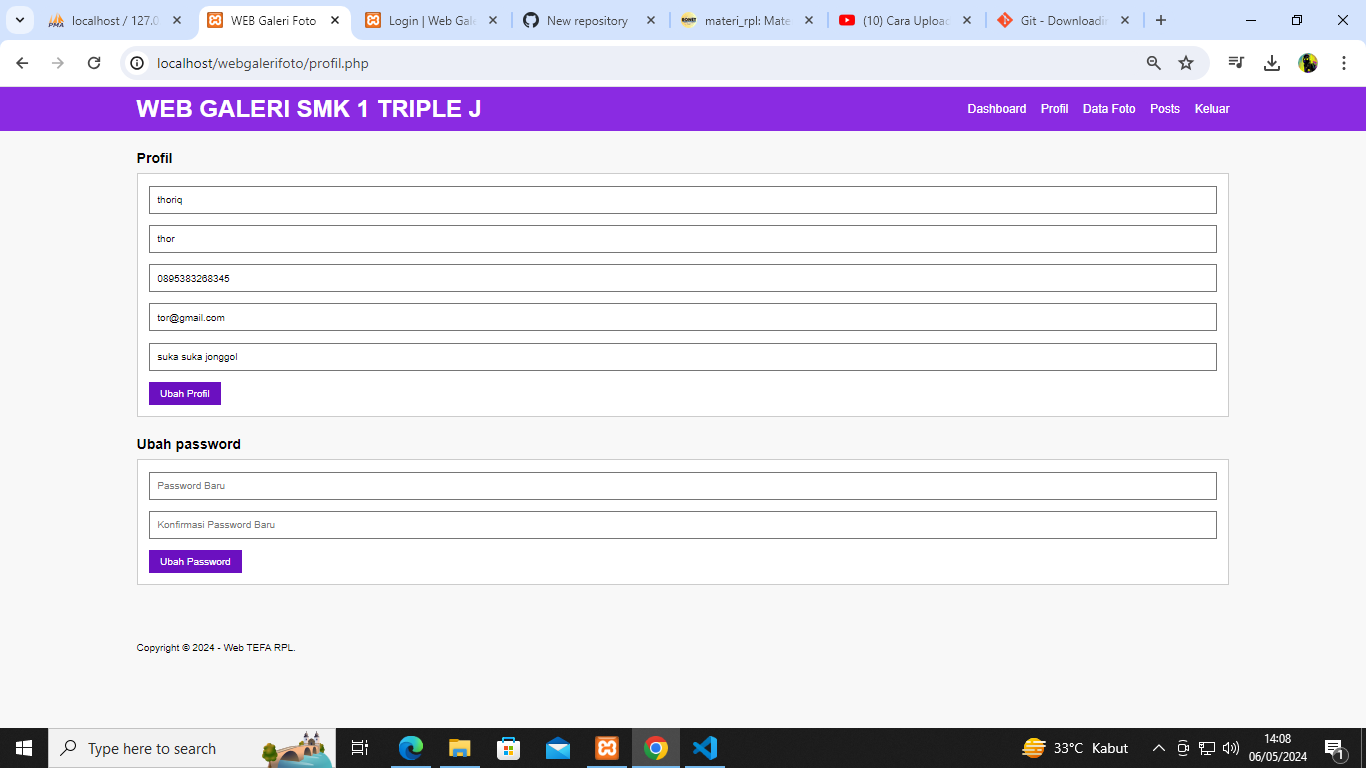 localhost / 127.0
WEB Galeri Foto
Login | Web Gale
New repository
materi_rpl: Mate
(10) Cara Upload
Git - Downloadin
localhost/webgalerifoto/profil.php
WEB GALERI SMK 1 TRIPLE J
Dashboard Profil Data Foto Posts Keluar
Profil
thoriq
thor
0895383268345
tor@gmail.com
suka suka jonggol
Ubah Profil
Ubah password
Password Baru
Konfirmasi Password Baru
Ubah Password
Copyright © 2024 - Web TEFA RPL.
Type here to search
33°C Kabut
14:08
06/05/2024
1